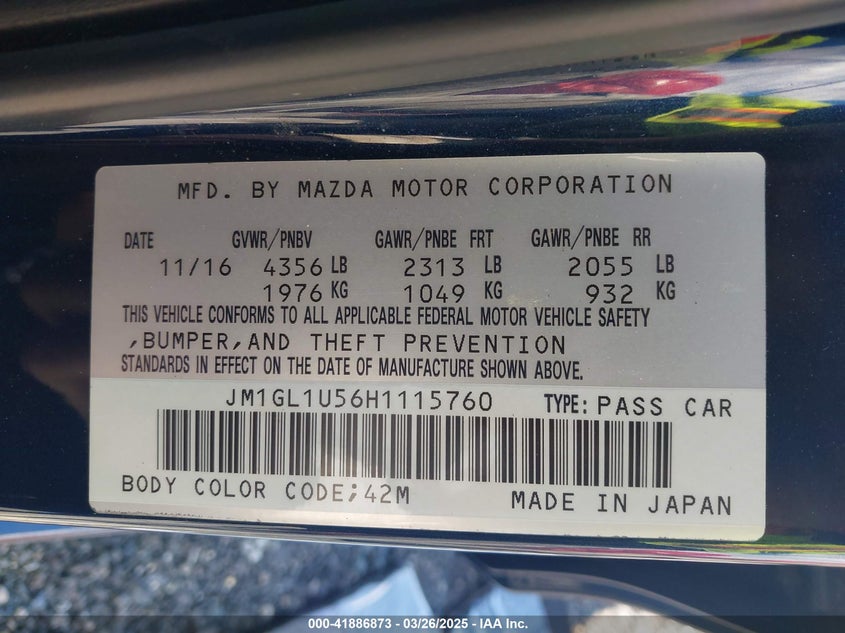 MFD. BY MAZDA MOTOR CORPORATION
DATE GVWR/PNBV GAWR/PNBE FRT GAWR/PNBE RR
11/16 4356 LB 2313 LB 2055 LB
1976 KG 1049 KG 932 KG
THIS VEHICLE CONFORMS TO ALL APPLICABLE FEDERAL MOTOR VEHICLE SAFETY
,BUMPER,AND THEFT PREVENTION
STANDARDS IN EFFECT ON THE DATE OF MANUFACTURE SHOWN ABOVE.
JM1GL1U56H1115760 TYPE: PASS CAR
BODY COLOR CODE;42M
MADE IN JAPAN
000-41886873 - 03/26/2025 - IAA Inc.